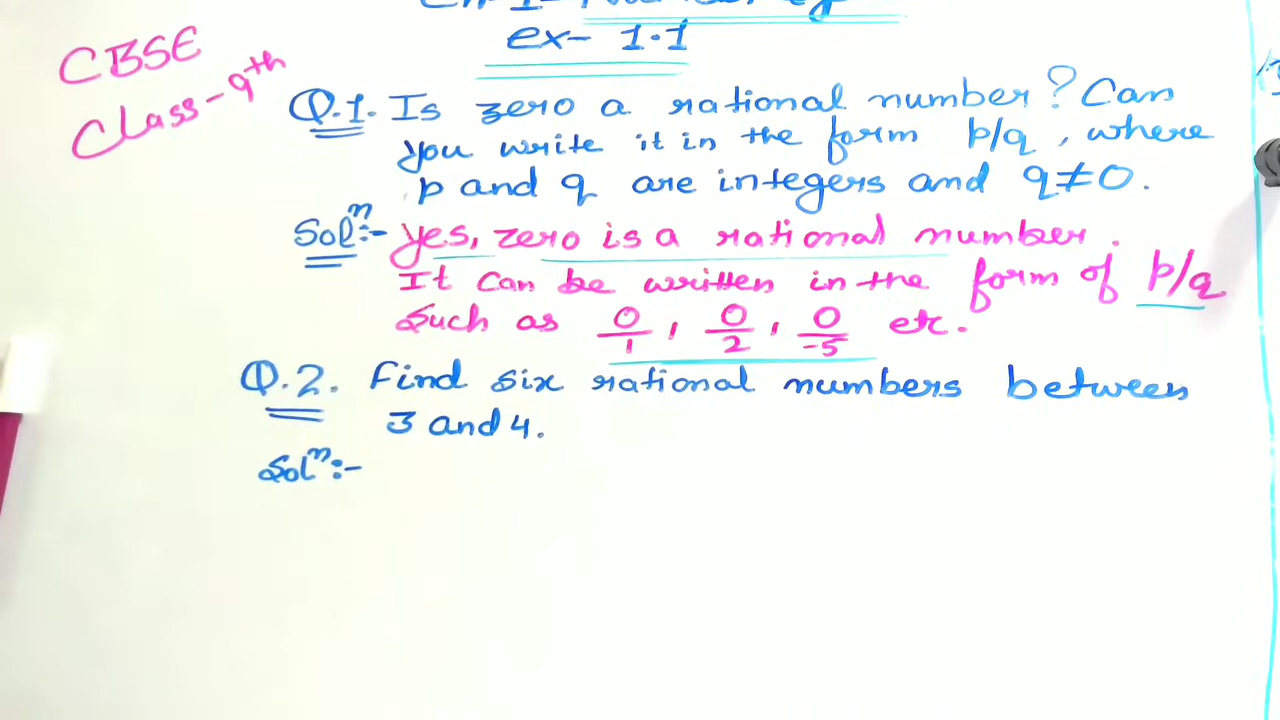 ex- 1.1
CBSE
Class-9th
Q.1. Is zero a rational number? Can
you write it in the form p/q, where
p and q are integers and q≠0.
Solⁿ:- Yes, zero is a rational number.
It can be written in the form of p/q
Such as 0/1, 0/2, 0/-5 etc.
Q.2. Find six rational numbers between
3 and 4.
Solⁿ:-